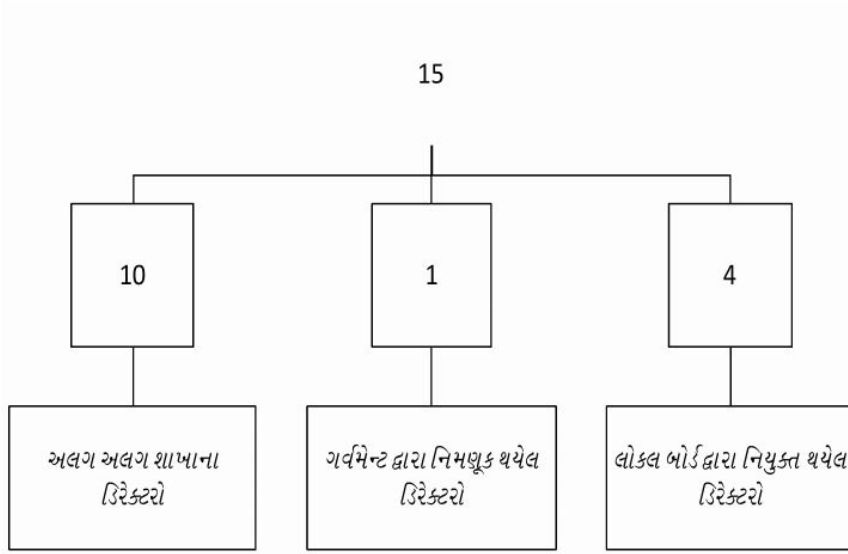 15
10
1
4
અલગ અલગ શાખાના
ડિરેક્ટરો
ગર્વમેન્ટ દ્વારા નિમણૂક થયેલ
ડિરેક્ટરો
લોકલ બોર્ડ દ્વારા નિયુક્ત થયેલ
ડિરેક્ટરો